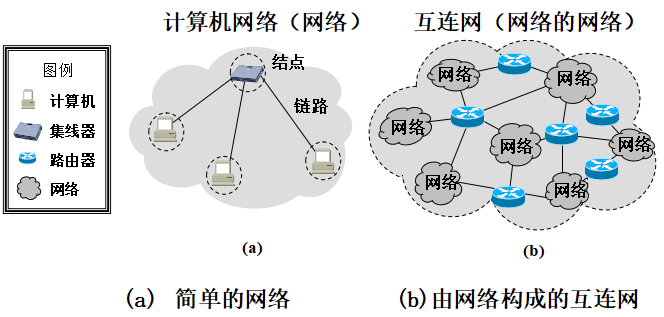 计算机网络（网络）
互连网（网络的网络）
图例
计算机
集线器
路由器
网络
结点
链路
(a)
网络
网络
网络
网络
网络
网络
网络
(b)
(a) 简单的网络
(b)由网络构成的互连网